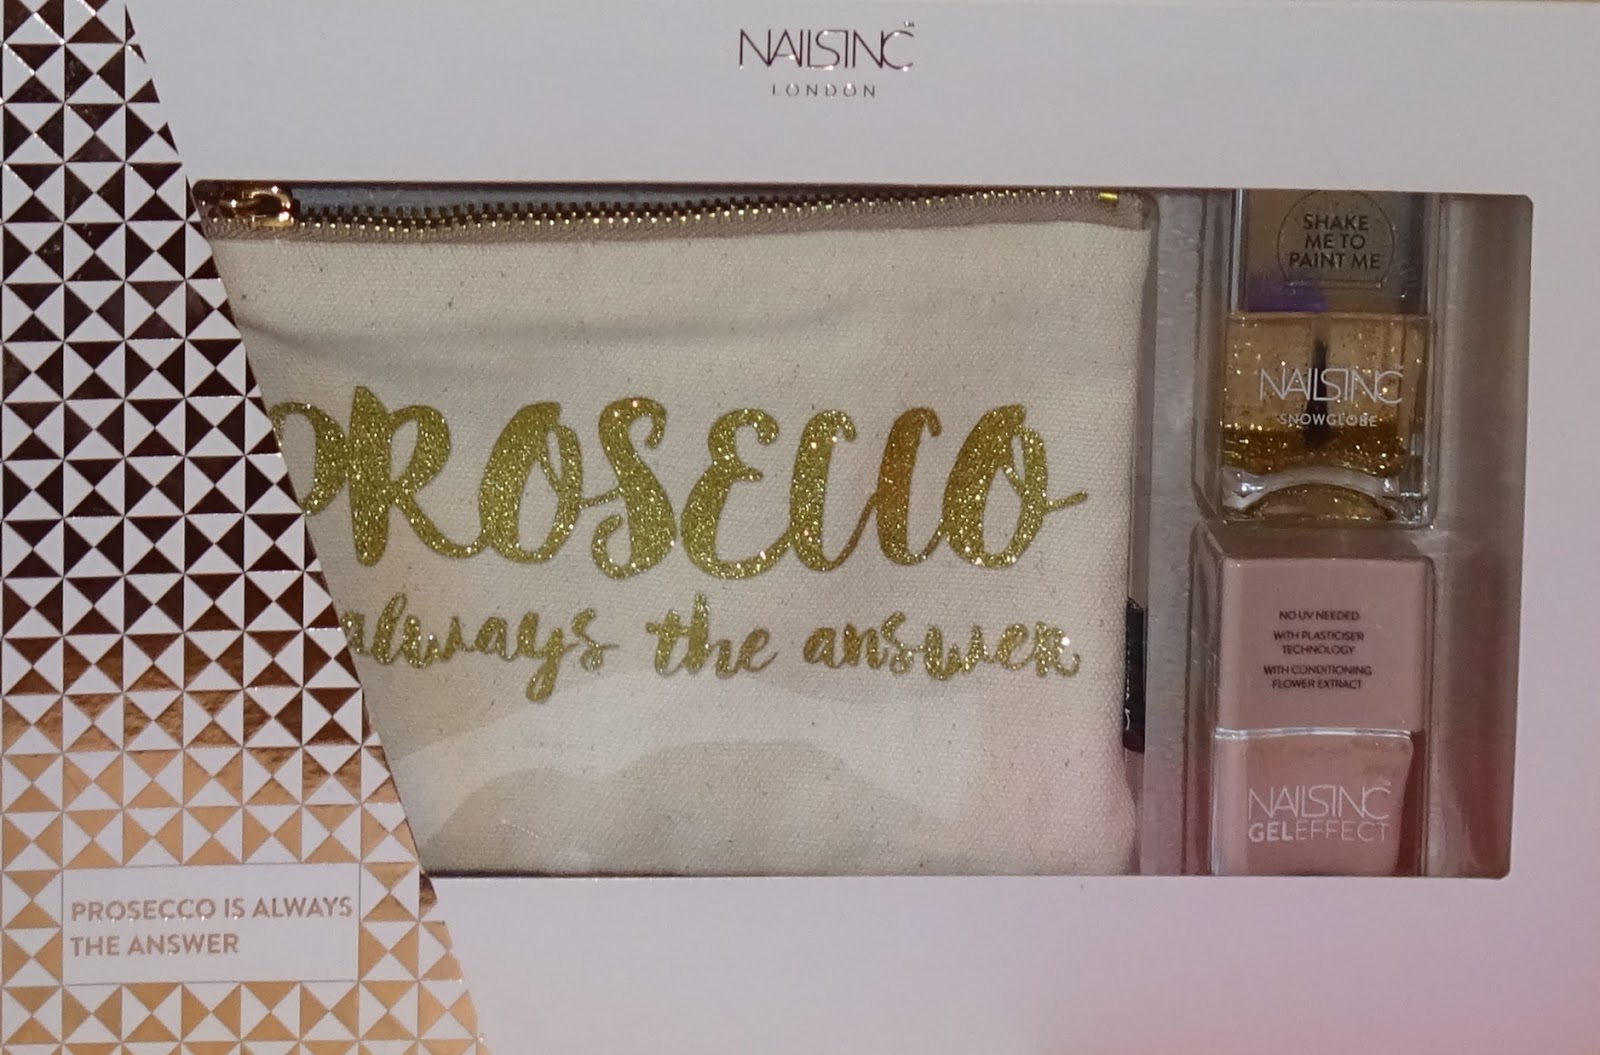 NAILSINC™
LONDON
PROSECCO
always the answer
SHAKE
ME TO
PAINT ME
NAILSINC
SNOWGLOBE
NO UV NEEDED
WITH PLASTICISER
TECHNOLOGY
WITH CONDITIONING
FLOWER EXTRACT
NAILSINC
GELEFFECT
PROSECCO IS ALWAYS
THE ANSWER